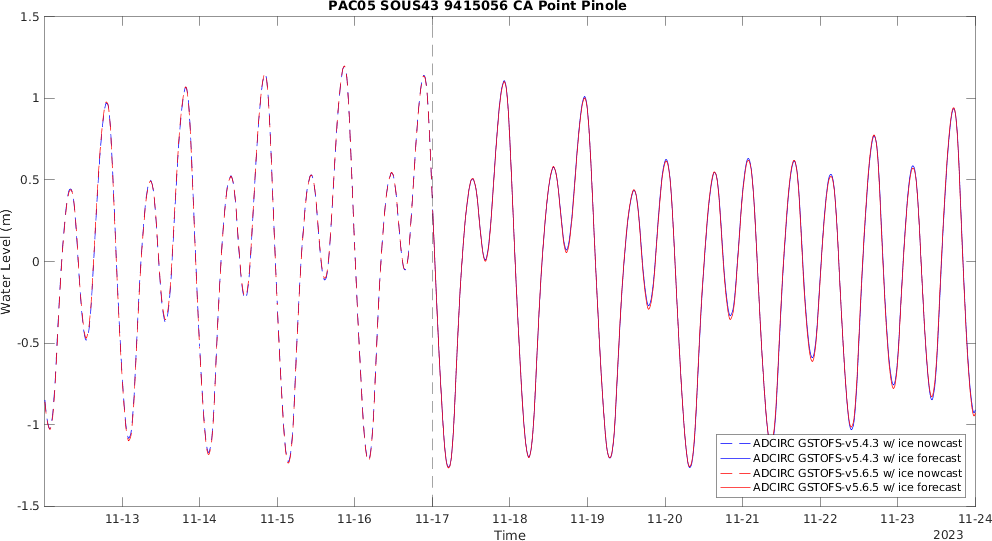 PAC05 SOUS43 9415056 CA Point Pinole
1.5
1
0.5
0
-0.5
-1
-1.5
Water Level (m)
ADCIRC GSTOFS-v5.4.3 w/ ice nowcast
ADCIRC GSTOFS-v5.4.3 w/ ice forecast
ADCIRC GSTOFS-v5.6.5 w/ ice nowcast
ADCIRC GSTOFS-v5.6.5 w/ ice forecast
11-13 11-14 11-15 11-16 11-17 11-18 11-19 11-20 11-21 11-22 11-23 11-24
Time
2023